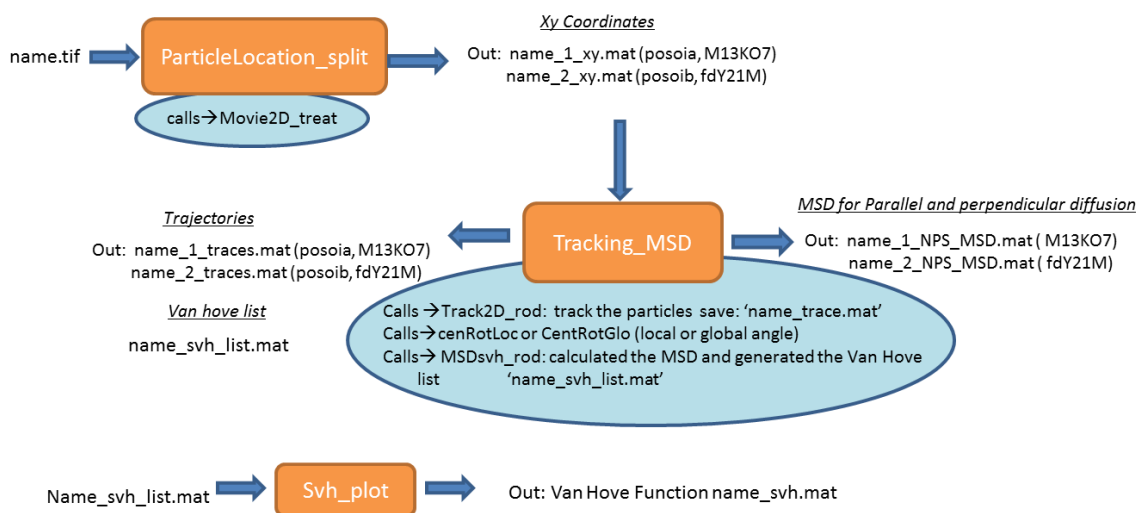 name.tif
ParticleLocation_split
calls→Movie2D_treat
Xy Coordinates
Out: name_1_xy.mat (posoia, M13KO7)
name_2_xy.mat (posoib, fdY21M)
Trajectories
Out: name_1_traces.mat (posoia, M13KO7)
name_2_traces.mat (posoib, fdY21M)
Van hove list
name_svh_list.mat
Tracking_MSD
MSD for Parallel and perpendicular diffusion
Out: name_1_NPS_MSD.mat ( M13KO7)
name_2_NPS_MSD.mat ( fdY21M)
Calls→Track2D_rod: track the particles save: ‘name_trace.mat’
Calls→cenRotLoc or CentRotGlo (local or global angle)
Calls→ MSDsvh_rod: calculated the MSD and generated the Van Hove
list ‘name_svh_list.mat’
Name_svh_list.mat
Svh_plot
Out: Van Hove Function name_svh.mat